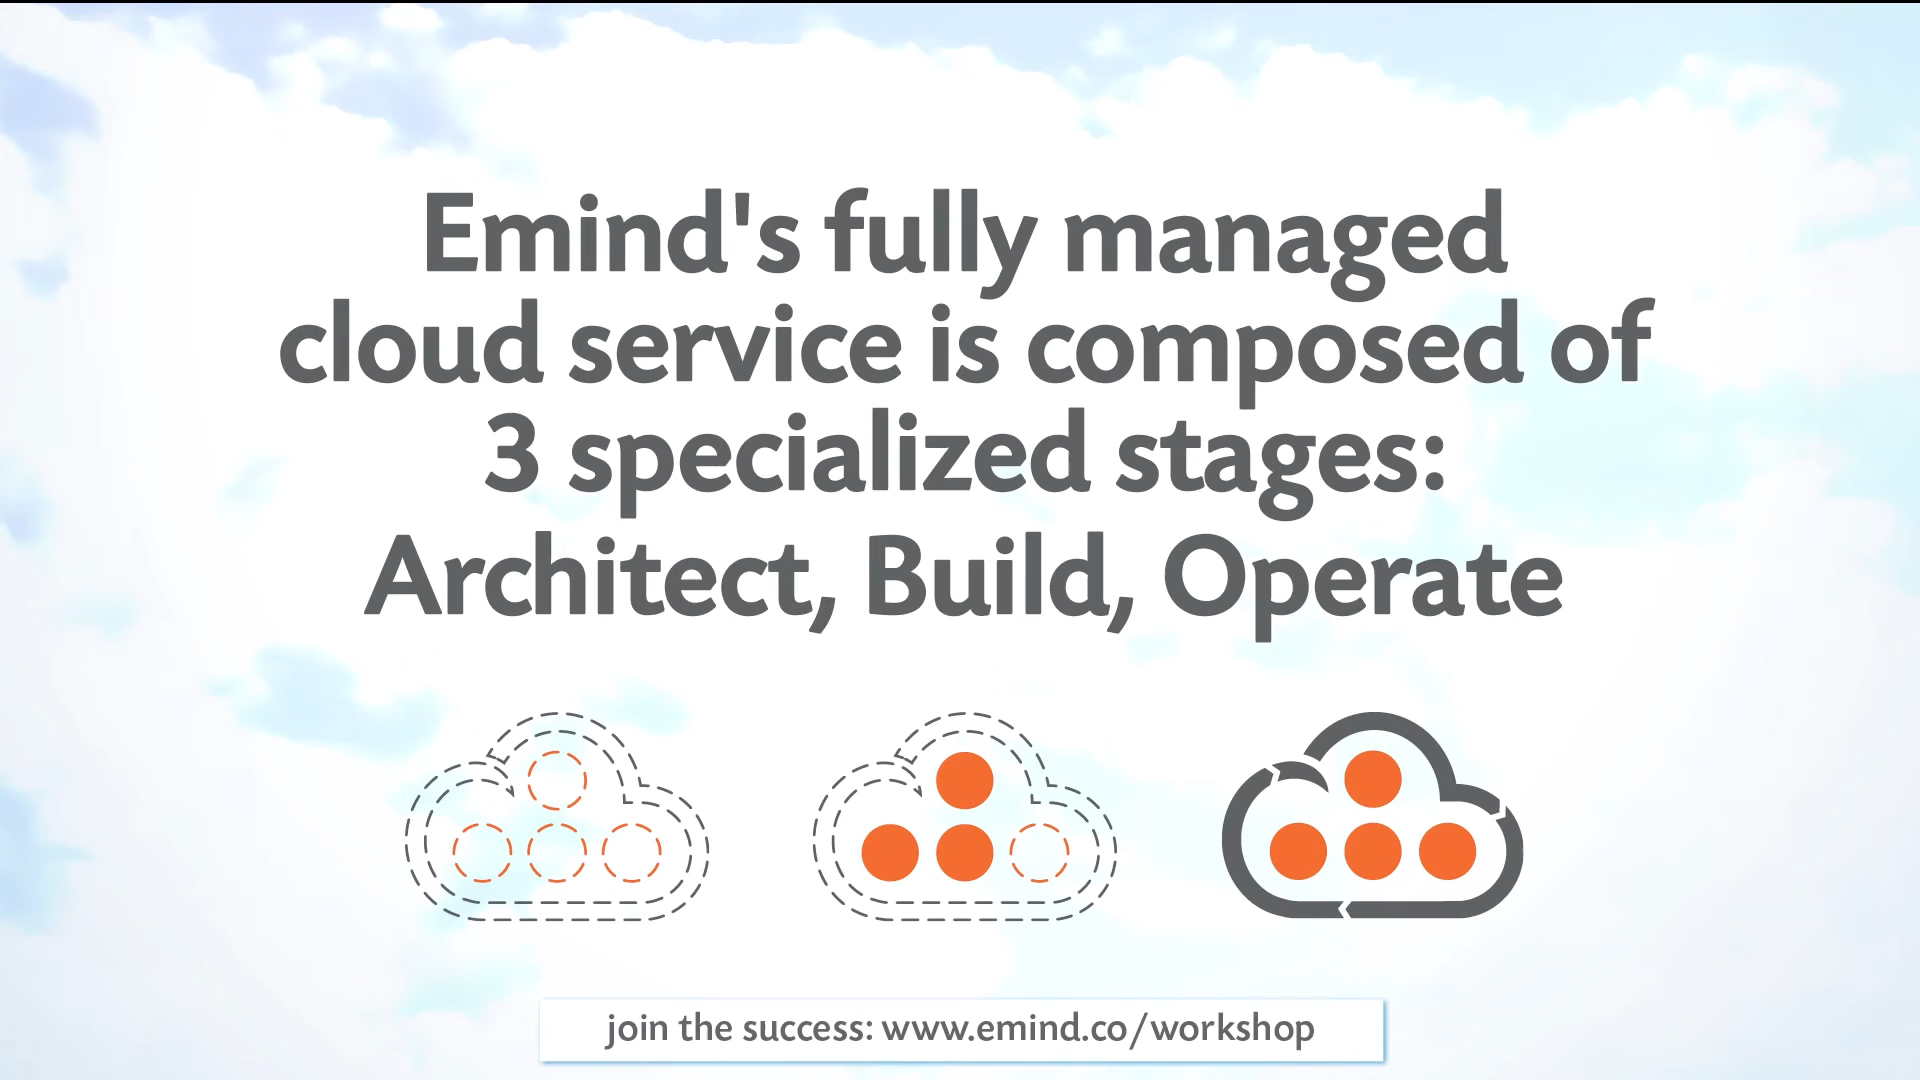 Emind's fully managed
cloud service is composed of
3 specialized stages:
Architect, Build, Operate
join the success: www.emind.co/workshop